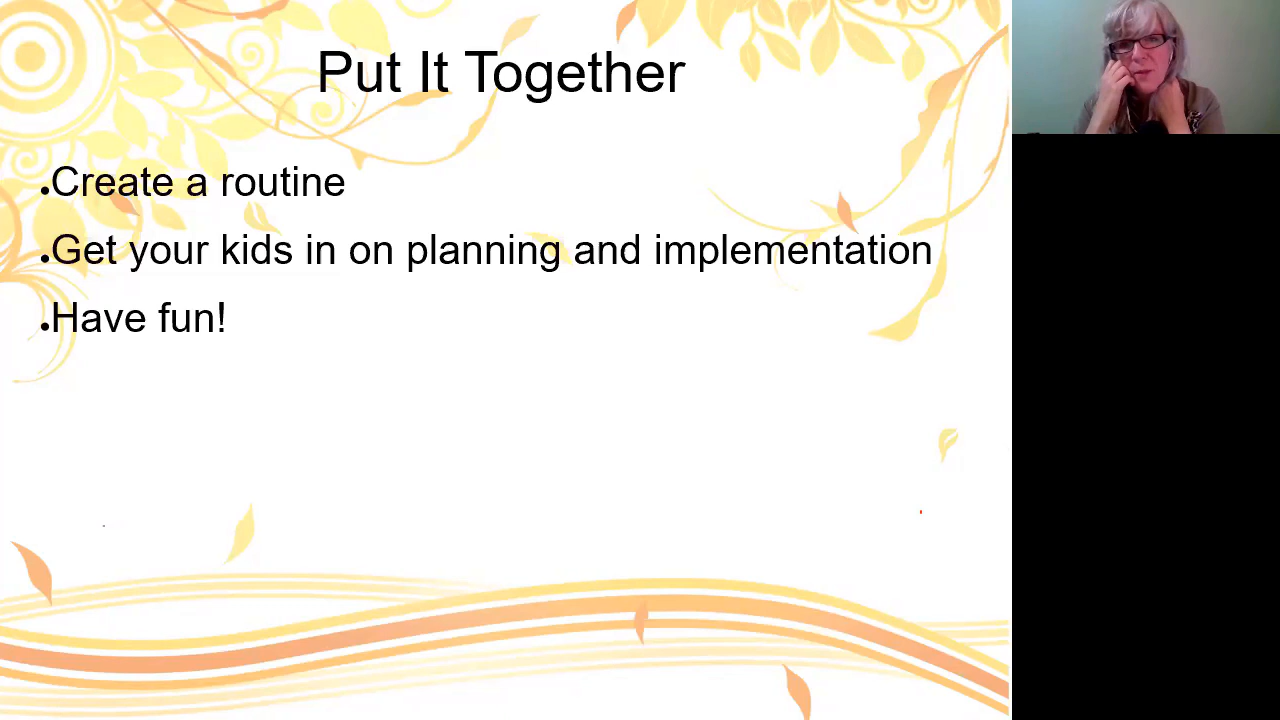 Put It Together
●Create a routine
●Get your kids in on planning and implementation
●Have fun!